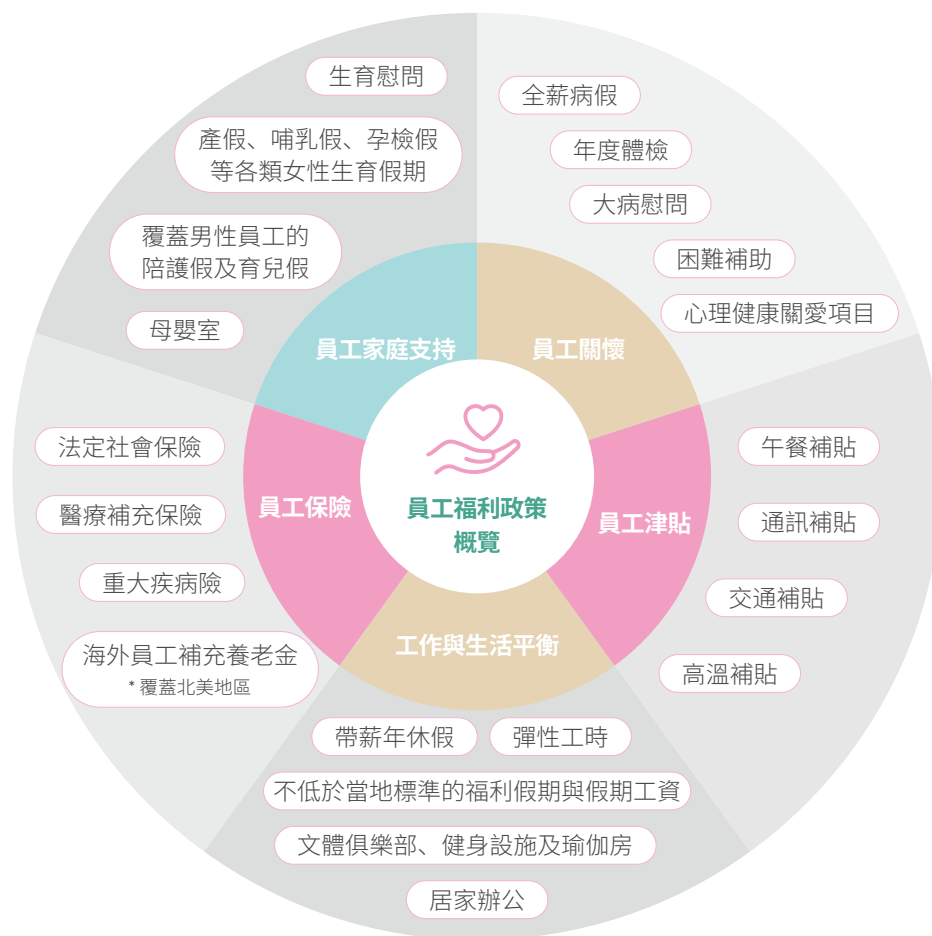 員工福利政策
概覽
員工關懷
全薪病假
年度體檢
大病慰問
困難補助
心理健康關愛項目
員工津貼
午餐補貼
通訊補貼
交通補貼
高溫補貼
工作與生活平衡
帶薪年休假
彈性工時
不低於當地標準的福利假期與假期工資
文體俱樂部、健身設施及瑜伽房
居家辦公
員工保險
法定社會保險
醫療補充保險
重大疾病險
海外員工補充養老金
* 覆蓋北美地區
員工家庭支持
生育慰問
產假、哺乳假、孕檢假
等各類女性生育假期
覆蓋男性員工的
陪護假及育兒假
母嬰室